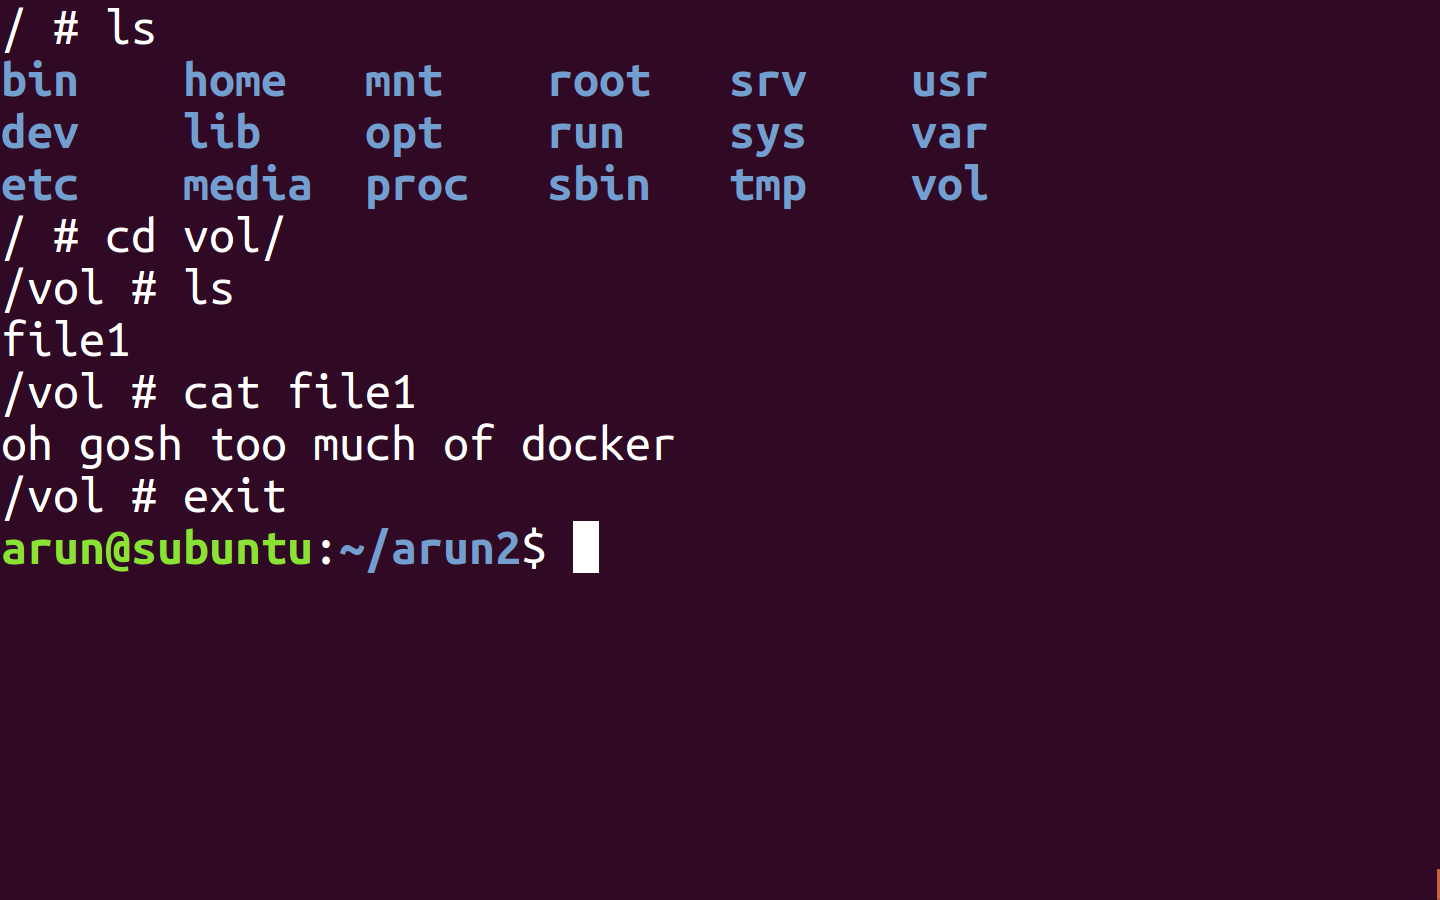 / # ls
bin home mnt root srv usr
dev lib opt run sys var
etc media proc sbin tmp vol
/ # cd vol/
/vol # ls
file1
/vol # cat file1
oh gosh too much of docker
/vol # exit
arun@subuntu:~/arun2$